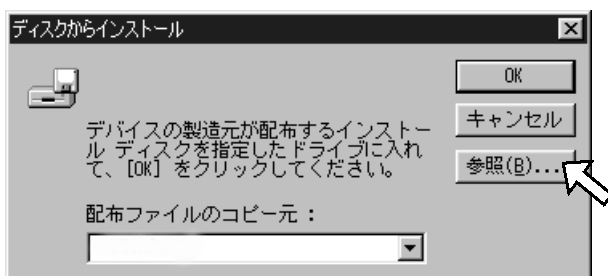 ディスクからインストール
OK
デバイスの製造元が配布するインストー
ル ディスクを指定したドライブに入れ
て、[OK] をクリックしてください。
キャンセル
参照(B)...
配布ファイルのコピー元：